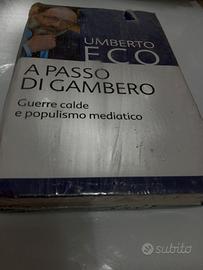 UMBERTO
ECO
A PASSO
DI GAMBERO
Guerre calde
e populismo mediatico
subito